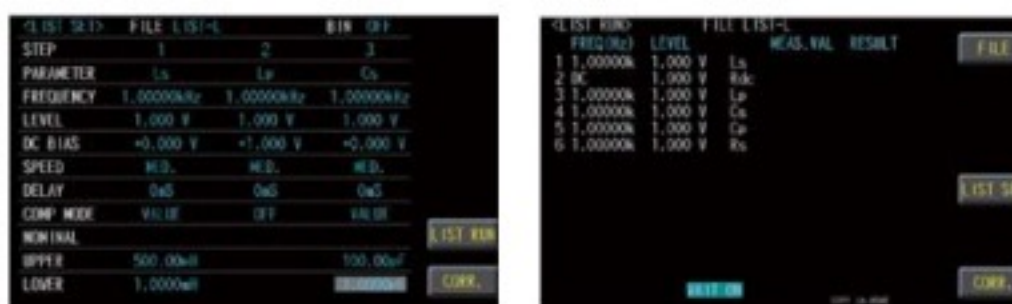 <LIST SET> FILE LIST-L BIN OFF
STEP 1 2 3
PARAMETER Ls Lp Cs
FREQUENCY 1.00000kHz 1.00000kHz 1.00000kHz
LEVEL 1.000 V 1.000 V 1.000 V
DC BIAS +0.000 V +1.000 V +0.000 V
SPEED MED. MED. MED.
DELAY 0mS 0mS 0mS
COMP MODE VALUE OFF VALUE
NOMINAL
UPPER 500.00mH 100.00
LOWER 1.0000mH
LIST RUN
CORR.
<LIST RUN> FILE LIST-L
FREQ(Hz) LEVEL MEAS.VAL RESULT
1 1.00000k 1.000 V Ls
2 DC 1.000 V Rdc
3 1.00000k 1.000 V Lp
4 1.00000k 1.000 V Cs
5 1.00000k 1.000 V Cp
6 1.00000k 1.000 V Rs
FILE
LIST SE
CORR.